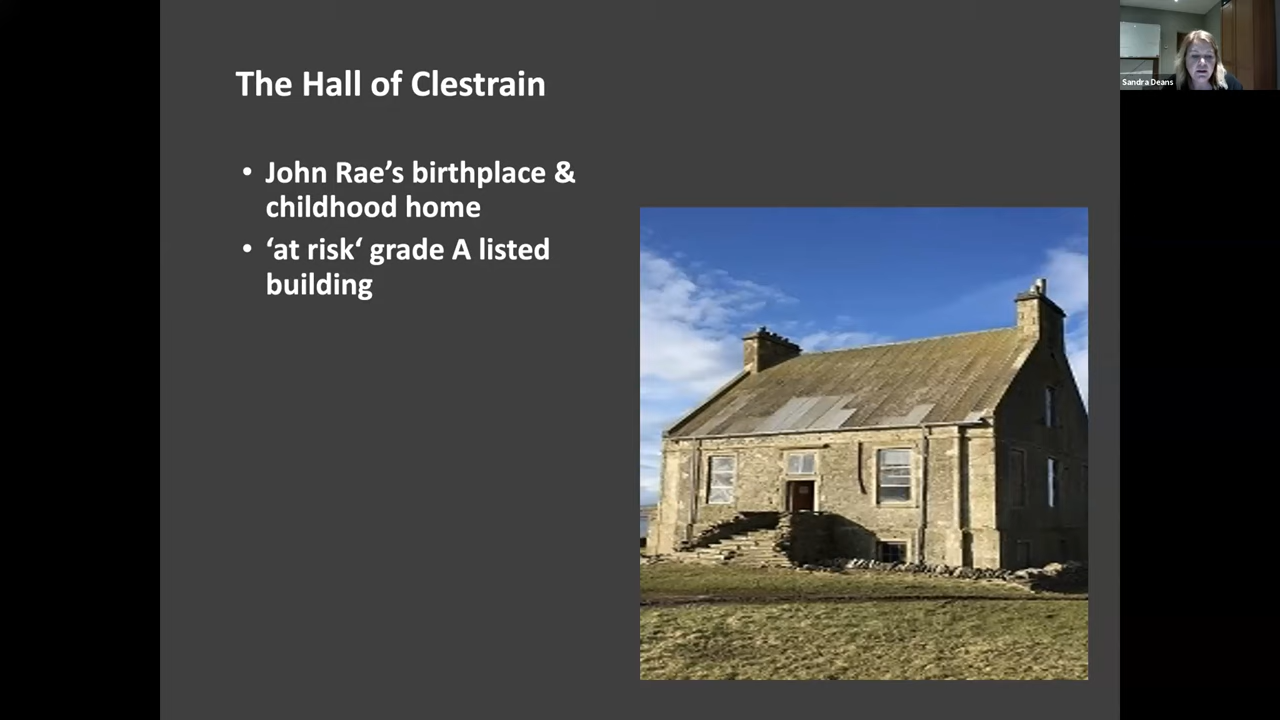 The Hall of Clestrain
• John Rae’s birthplace &
childhood home
• ‘at risk‘ grade A listed
building
Sandra Deans